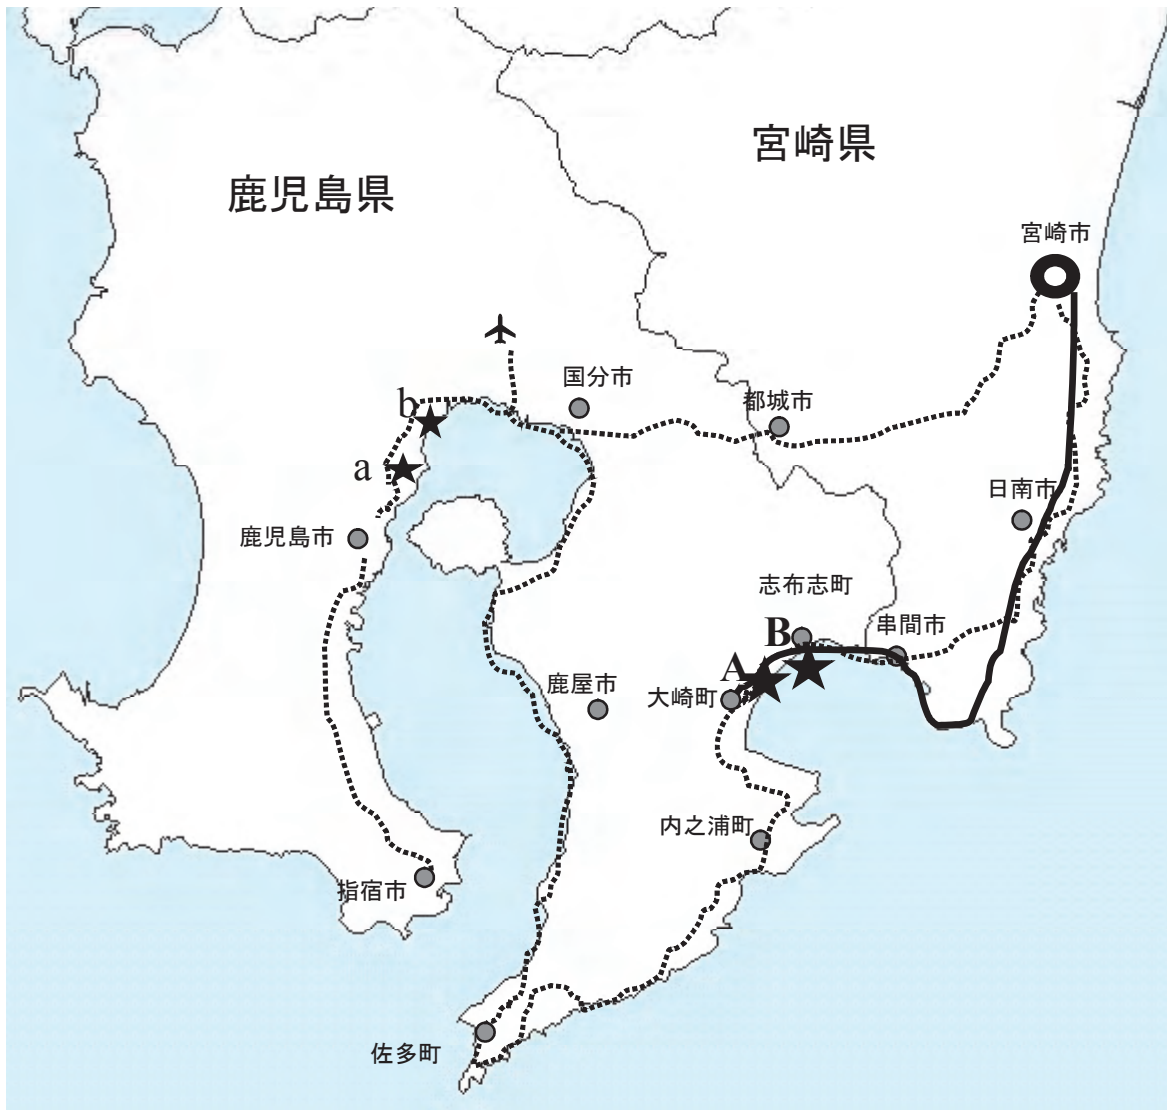 宮崎県
鹿児島県
宮崎市
国分市
都城市
b
a
日南市
鹿児島市
志布志町
串間市
B
A
鹿屋市
大崎町
内之浦町
指宿市
佐多町